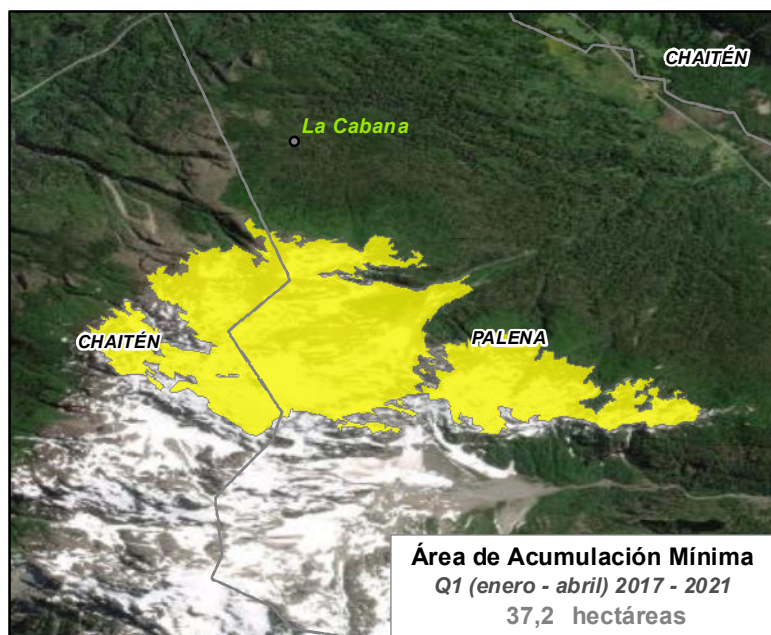 CHAITÉN
La Cabana
CHAITÉN
PALENA
Área de Acumulación Mínima
Q1 (enero - abril) 2017 - 2021
37,2 hectáreas